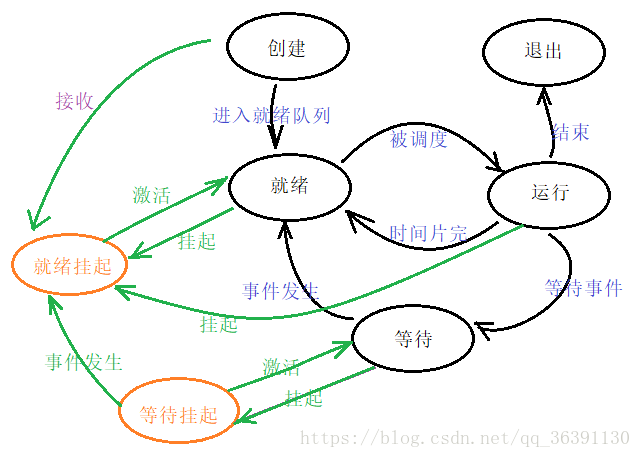 创建
退出
接收
进入就绪队列
被调度
结束
激活
就绪
运行
挂起
时间片完
就绪挂起
事件发生
等待事件
挂起
等待
事件发生
激活
挂起
等待挂起
https://blog.csdn.net/qq_36391130